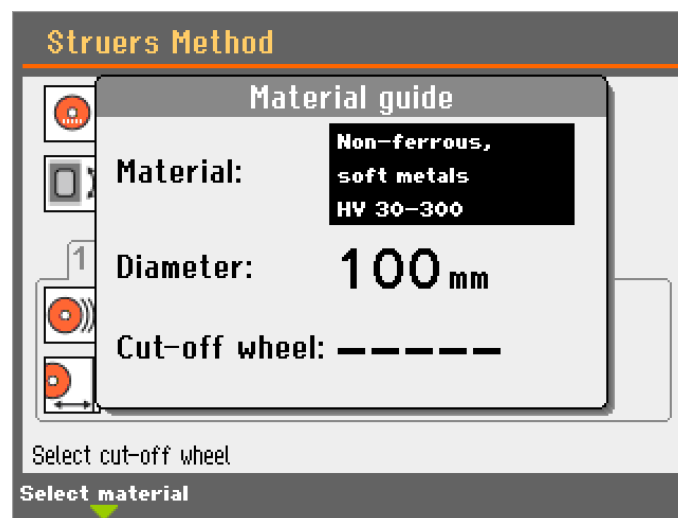 Struers Method
Material guide
Material:
Non-ferrous,
soft metals
HV 30-300
1
Diameter:
100 mm
Cut-off wheel: -----
Select cut-off wheel
Select material